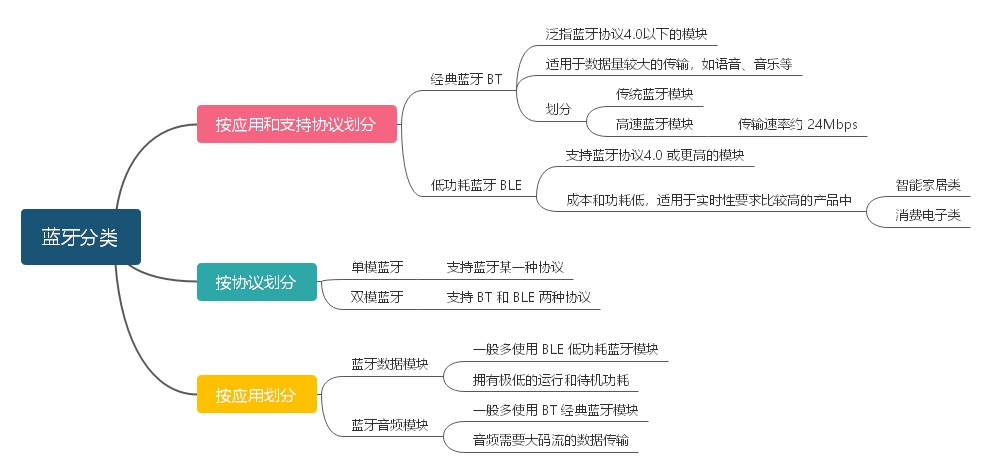 蓝牙分类
按应用和支持协议划分
经典蓝牙 BT
泛指蓝牙协议4.0以下的模块
适用于数据量较大的传输，如语音、音乐等
划分
传统蓝牙模块
高速蓝牙模块
传输速率约 24Mbps
低功耗蓝牙 BLE
支持蓝牙协议4.0 或更高的模块
成本和功耗低，适用于实时性要求比较高的产品中
智能家居类
消费电子类
按协议划分
单模蓝牙
支持蓝牙某一种协议
双模蓝牙
支持 BT 和 BLE 两种协议
按应用划分
蓝牙数据模块
一般多使用 BLE 低功耗蓝牙模块
拥有极低的运行和待机功耗
蓝牙音频模块
一般多使用 BT 经典蓝牙模块
音频需要大码流的数据传输